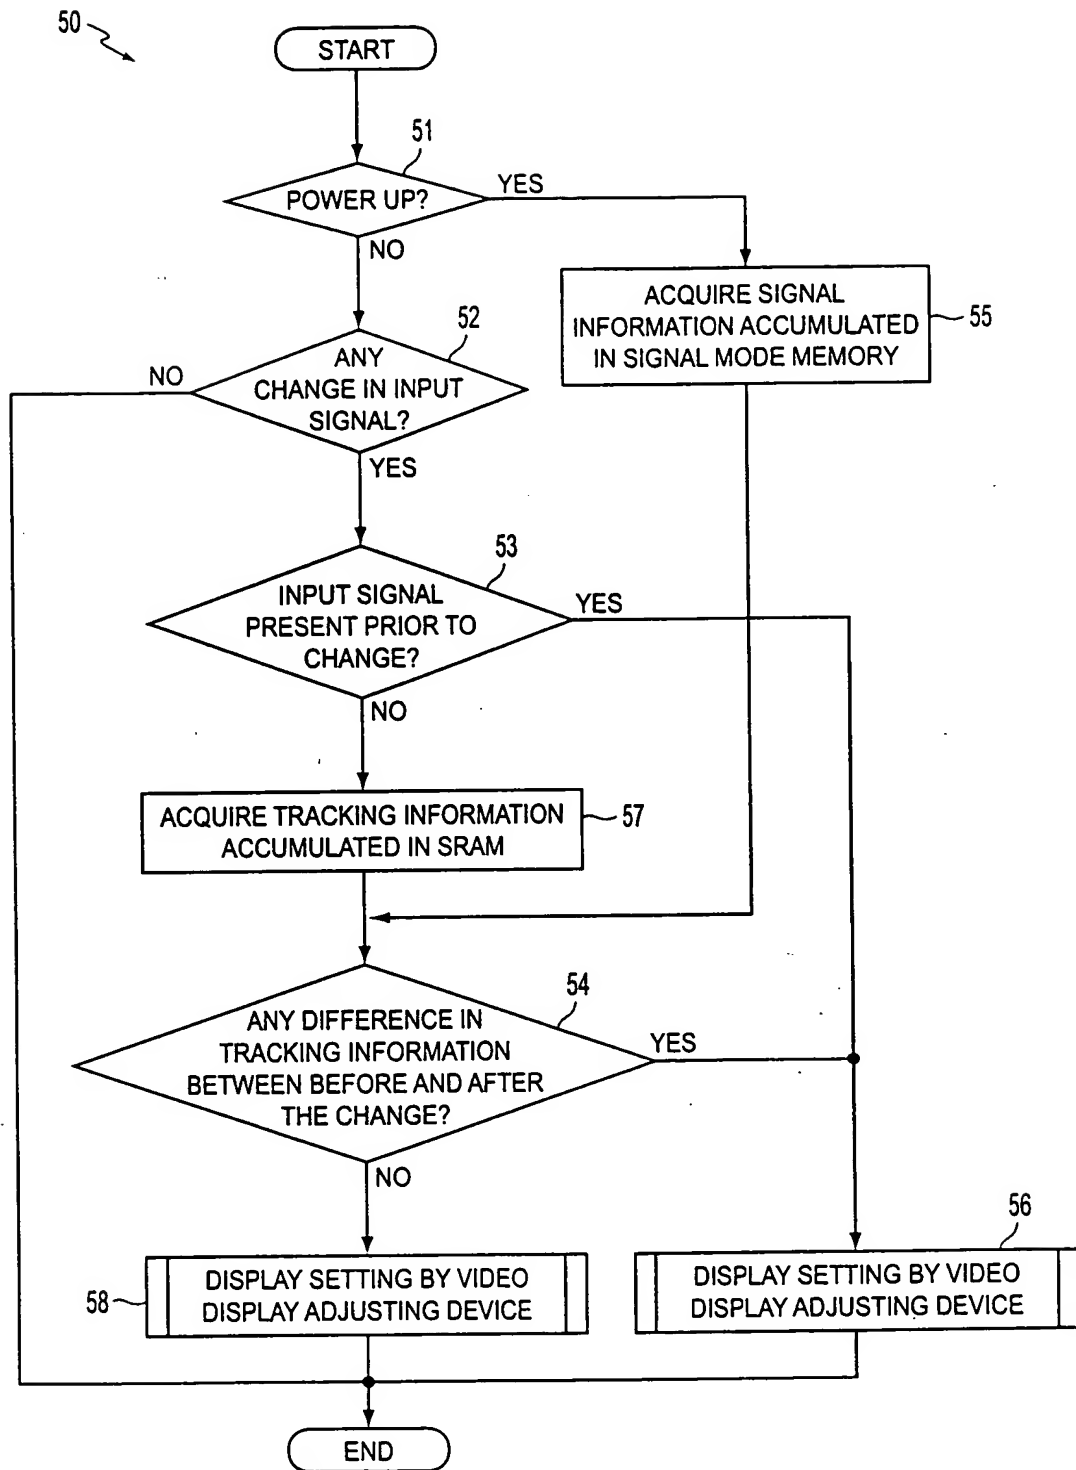 50
START
51
POWER UP?
YES
NO
ACQUIRE SIGNAL
INFORMATION ACCUMULATED
IN SIGNAL MODE MEMORY
55
52
ANY
CHANGE IN INPUT
SIGNAL?
NO
YES
53
INPUT SIGNAL
PRESENT PRIOR TO
CHANGE?
YES
NO
ACQUIRE TRACKING INFORMATION
ACCUMULATED IN SRAM
57
54
ANY DIFFERENCE IN
TRACKING INFORMATION
BETWEEN BEFORE AND AFTER
THE CHANGE?
YES
NO
58
DISPLAY SETTING BY VIDEO
DISPLAY ADJUSTING DEVICE
56
DISPLAY SETTING BY VIDEO
DISPLAY ADJUSTING DEVICE
END